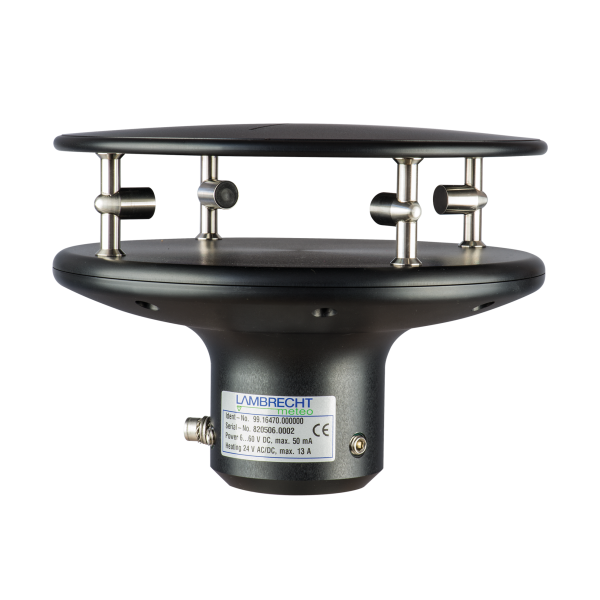 LAMBRECHT
meteo
Ident–No. 99.16470.000000
Serial–No. 820506.0002
Power 6...60 V DC, max. 50 mA
Heating 24 V AC/DC, max. 13 A
CE